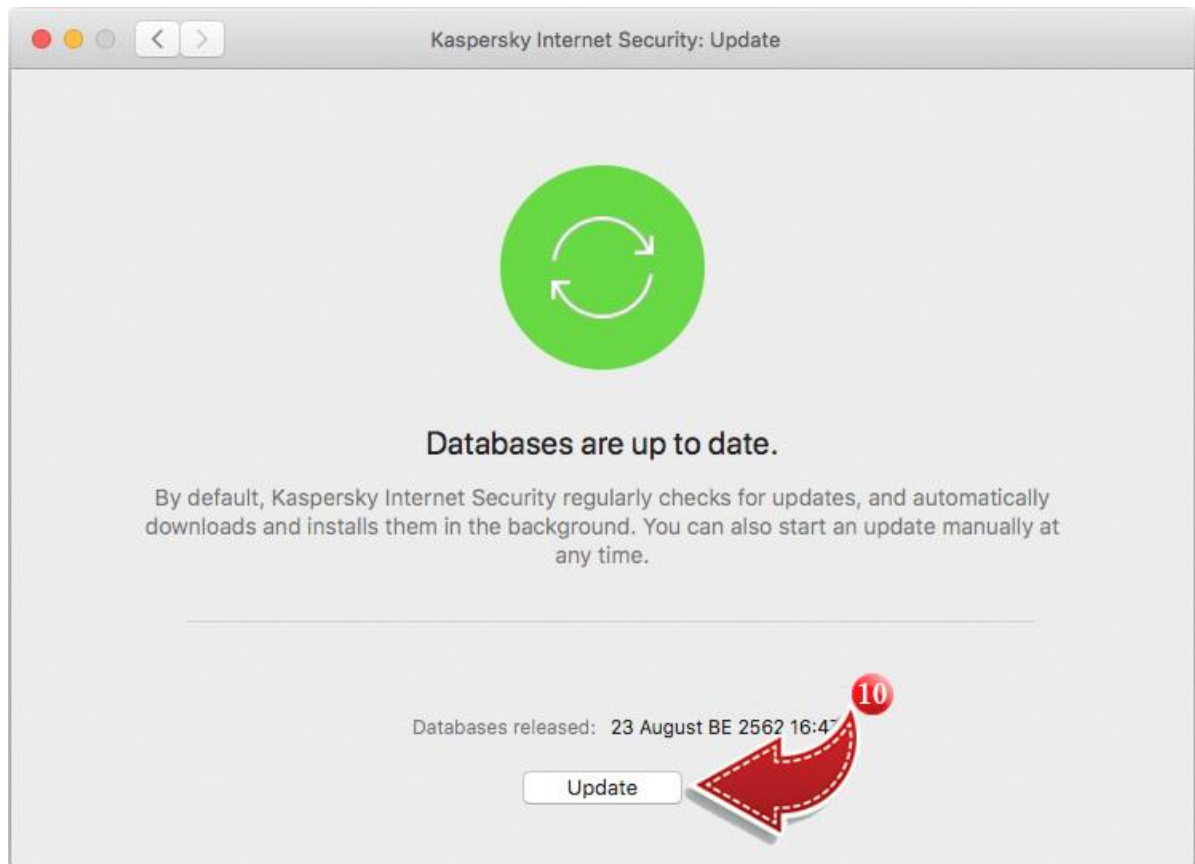 Kaspersky Internet Security: Update
Databases are up to date.
By default, Kaspersky Internet Security regularly checks for updates, and automatically
downloads and installs them in the background. You can also start an update manually at
any time.
10
Databases released: 23 August BE 2562 16:47
Update